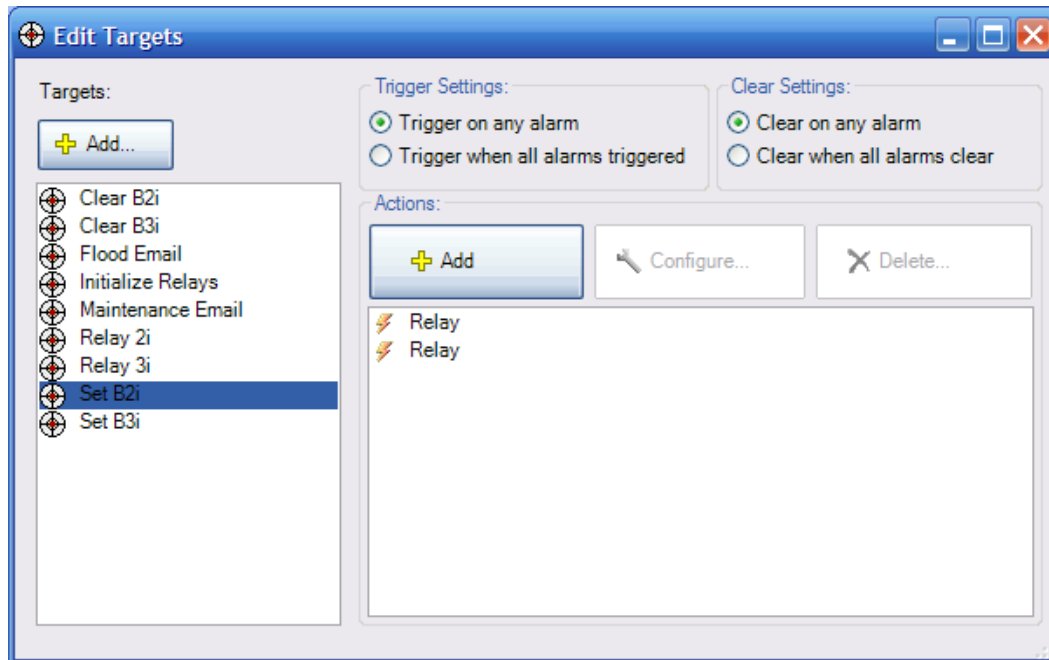 Edit Targets
Targets:
Add...
Clear B2i
Clear B3i
Flood Email
Initialize Relays
Maintenance Email
Relay 2i
Relay 3i
Set B2i
Set B3i
Trigger Settings:
Trigger on any alarm
Trigger when all alarms triggered
Clear Settings:
Clear on any alarm
Clear when all alarms clear
Actions:
Add
Configure...
Delete...
Relay
Relay